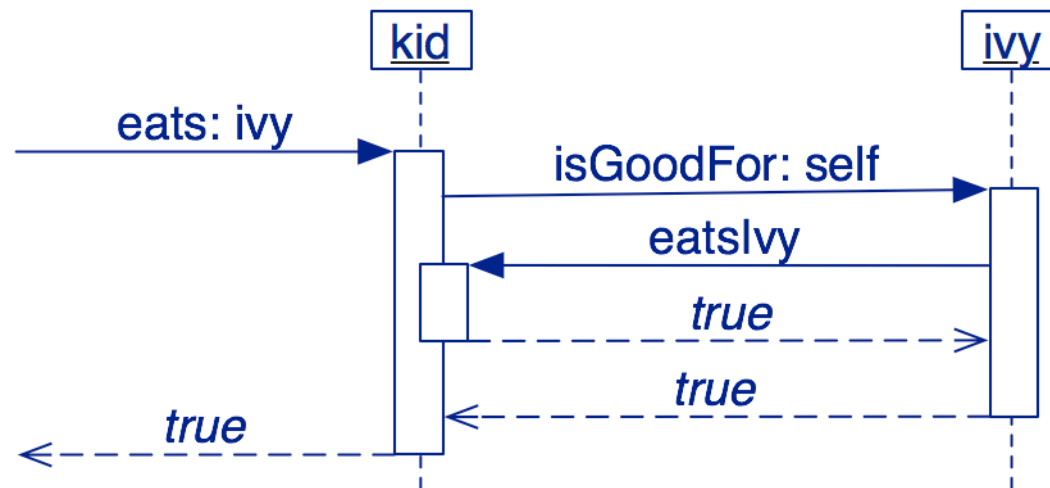 kid
ivy
eats: ivy
isGoodFor: self
eatsIvy
true
true
true